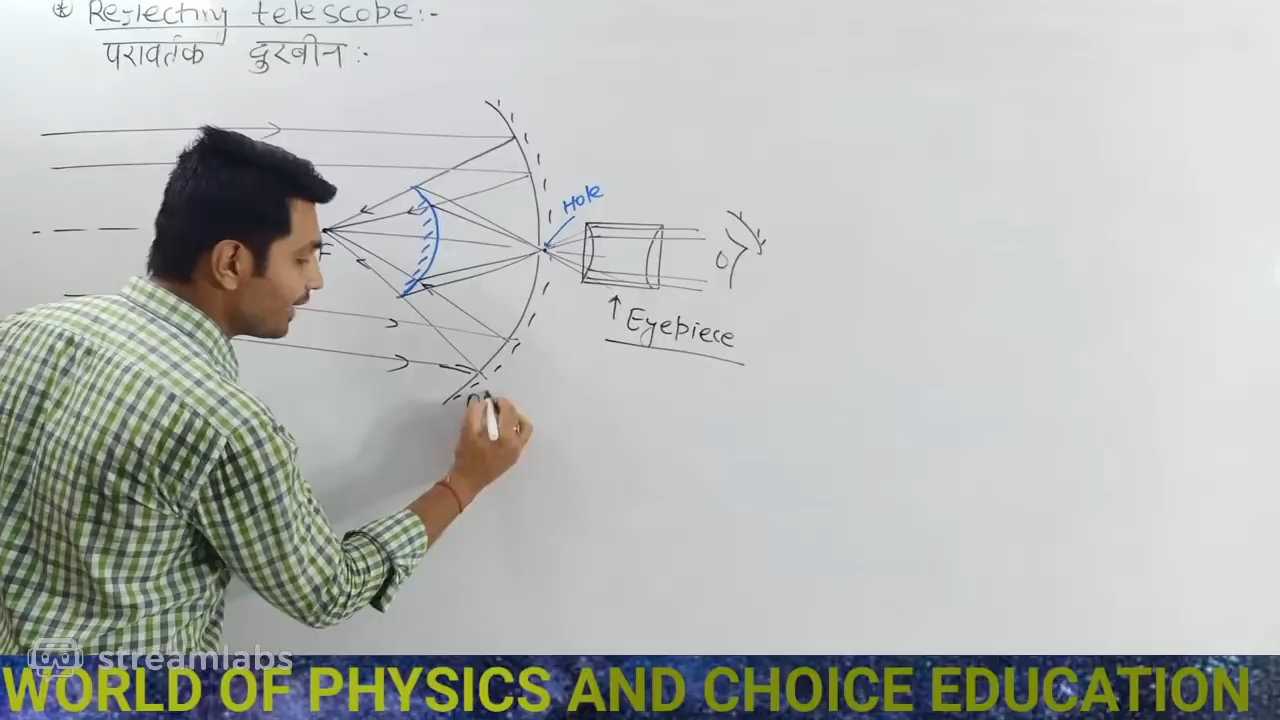 * Reflecting telescope:-
परावर्तक दुरबीन :-
Hole
Eyepiece
streamlabs
WORLD OF PHYSICS AND CHOICE EDUCATION